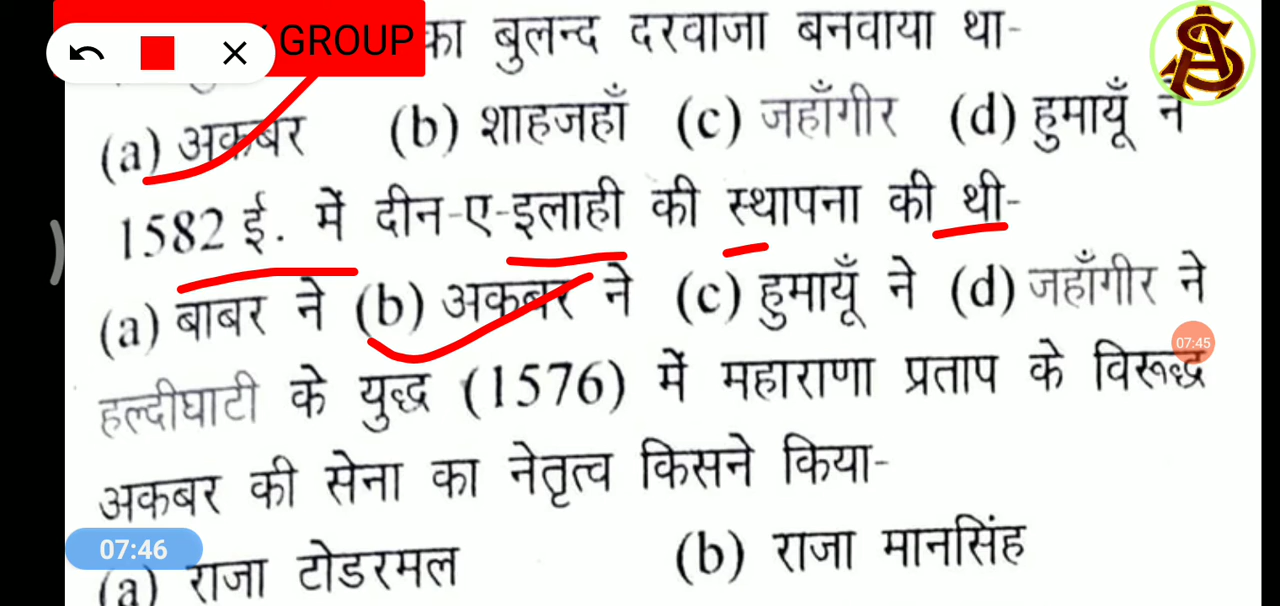 GROUP का बुलन्द दरवाजा बनवाया था-
(a) अकबर (b) शाहजहाँ (c) जहाँगीर (d) हुमायूँ ने
1582 ई. में दीन-ए-इलाही की स्थापना की थी-
(a) बाबर ने (b) अकबर ने (c) हुमायूँ ने (d) जहाँगीर ने
07:45
हल्दीघाटी के युद्ध (1576) में महाराणा प्रताप के विरूद्ध
अकबर की सेना का नेतृत्व किसने किया-
07:46
(a) राजा टोडरमल (b) राजा मानसिंह